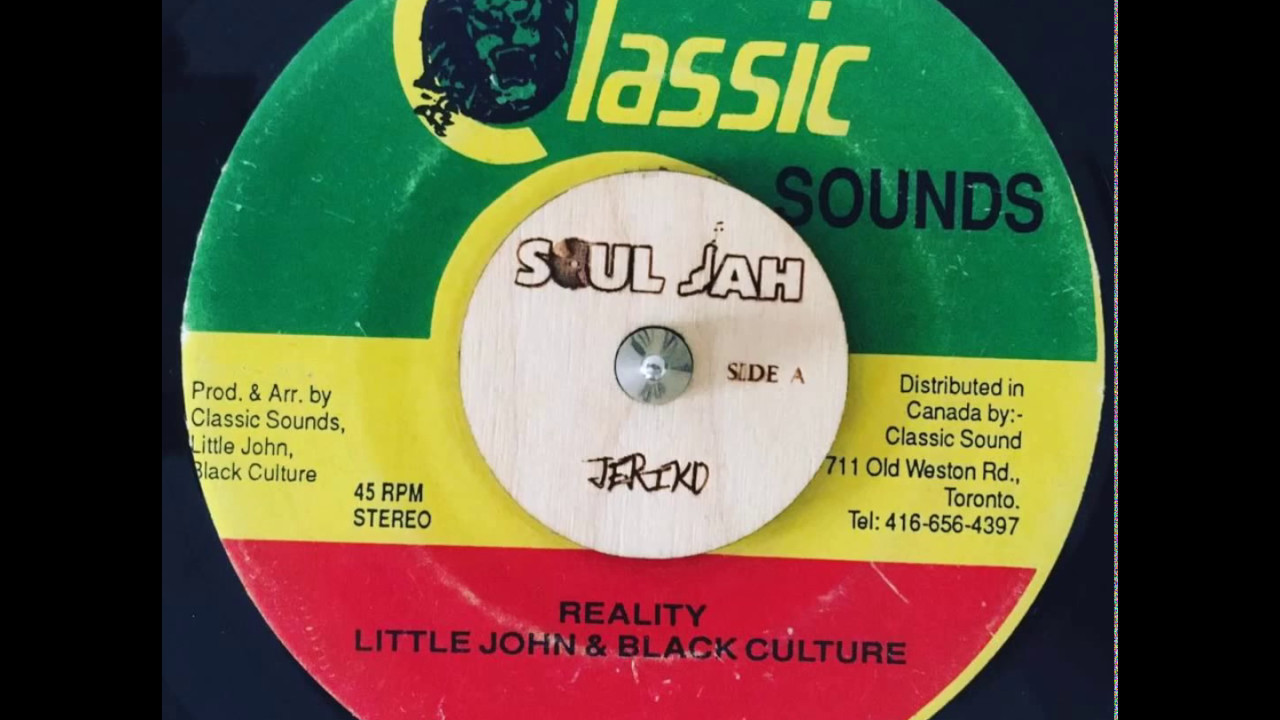 Classic
SOUNDS
SOUL JAH
SIDE A
JERIKO
Prod. & Arr. by
Classic Sounds,
Little John,
Black Culture
45 RPM
STEREO
Distributed in
Canada by:-
Classic Sound
711 Old Weston Rd.,
Toronto.
Tel: 416-656-4397
REALITY
LITTLE JOHN & BLACK CULTURE